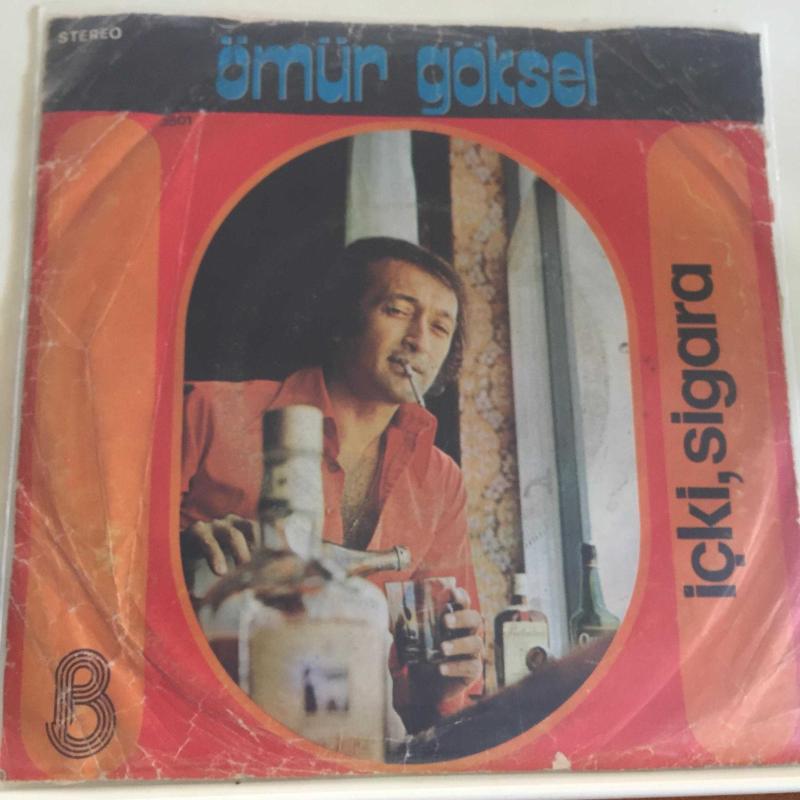 STEREO
ömür göksel
içki, sigara
B